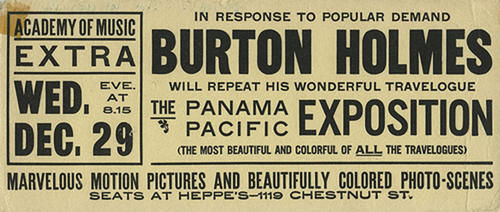 ACADEMY OF MUSIC
EXTRA
WED. EVE. AT 8.15
DEC. 29
IN RESPONSE TO POPULAR DEMAND
BURTON HOLMES
WILL REPEAT HIS WONDERFUL TRAVELOGUE
THE PANAMA PACIFIC EXPOSITION
(THE MOST BEAUTIFUL AND COLORFUL OF ALL THE TRAVELOGUES)
MARVELOUS MOTION PICTURES AND BEAUTIFULLY COLORED PHOTO-SCENES
SEATS AT HEPPE'S—1119 CHESTNUT ST.